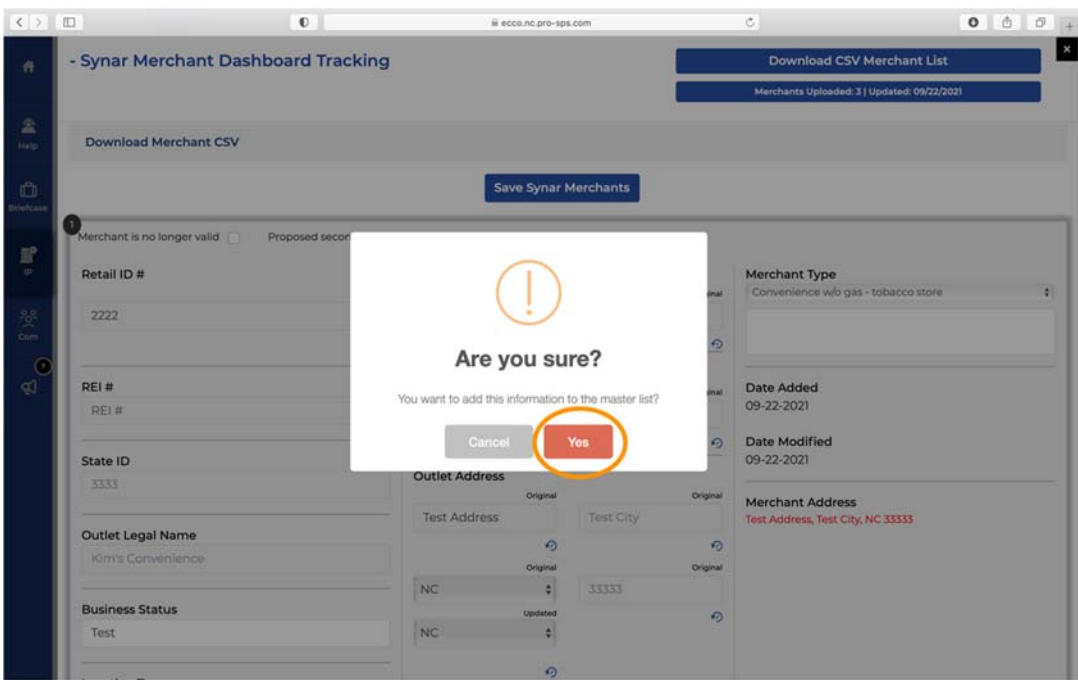 ecco.nc.pro-sps.com
- Synar Merchant Dashboard Tracking
Download CSV Merchant List
Merchants Uploaded: 3 | Updated: 09/22/2021
Help
Download Merchant CSV
Briefcase
Save Synar Merchants
1
Merchant is no longer valid
Proposed secon
IP
Com
?
Retail ID #
2222
REI #
REI #
State ID
3333
Outlet Legal Name
Kim's Convenience
Business Status
Test
Are you sure?
You want to add this information to the master list?
Cancel
Yes
Outlet Address
Original
Original
Test Address
Test City
Original
Original
NC
33333
Updated
NC
Merchant Type
Convenience w/o gas - tobacco store
Date Added
09-22-2021
Date Modified
09-22-2021
Merchant Address
Test Address, Test City, NC 33333